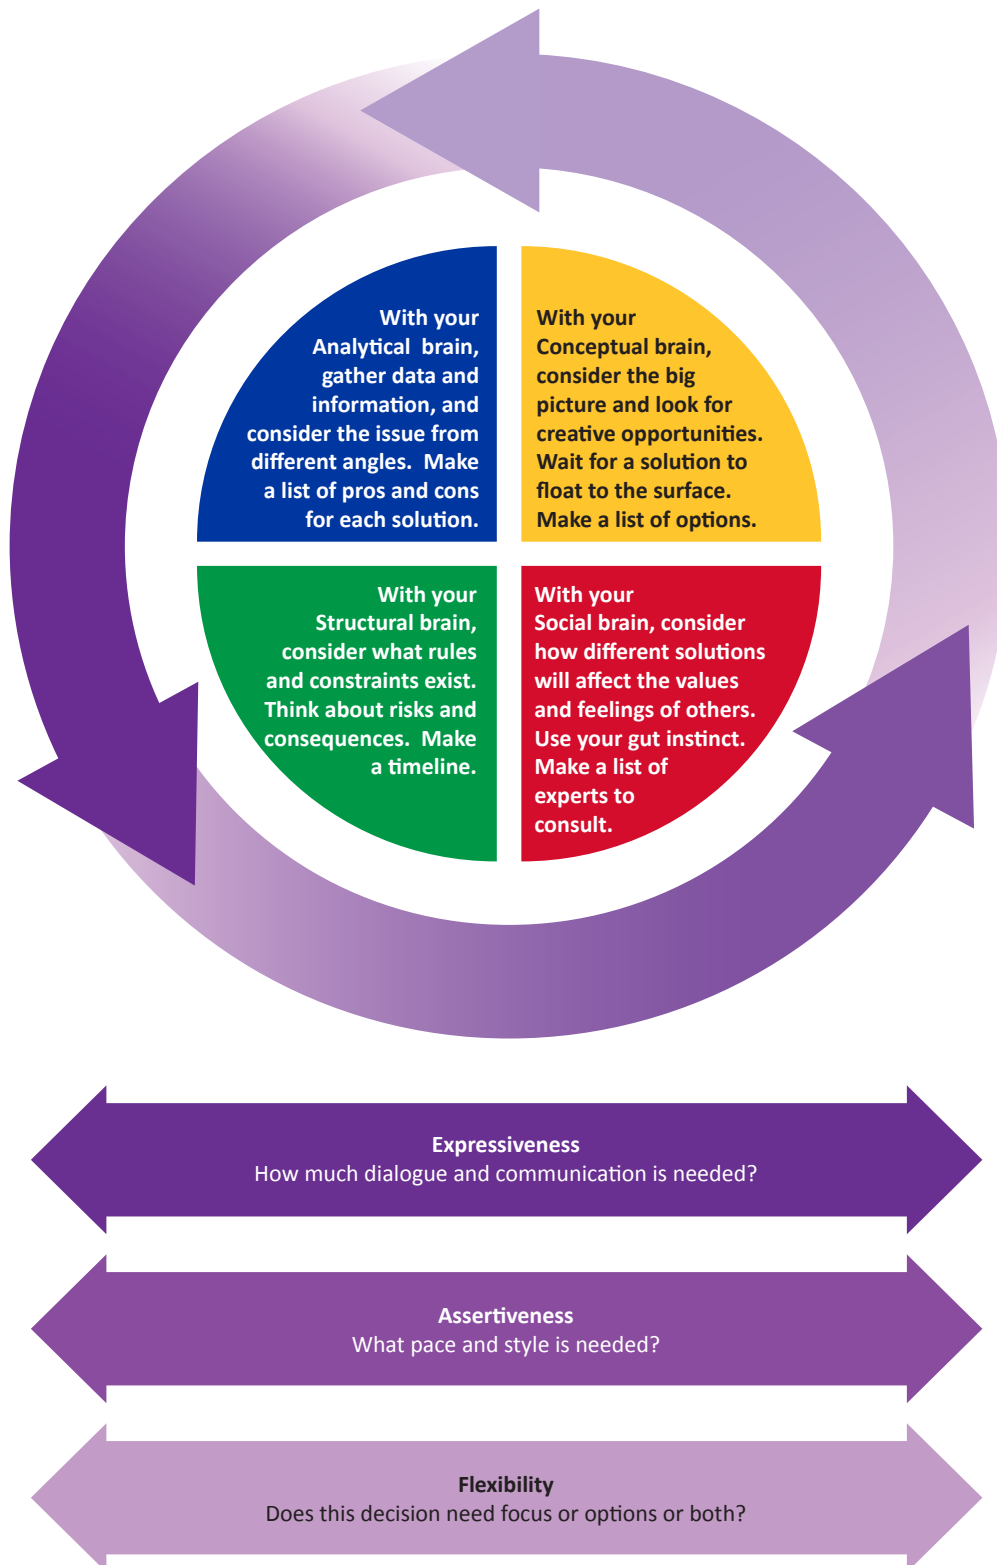 With your
Analytical  brain,
gather data and
information, and
consider the issue from
different angles.  Make
a list of pros and cons
for each solution.
With your
Conceptual brain,
consider the big
picture and look for
creative opportunities.
Wait for a solution to
float to the surface.
Make a list of options.
With your
Structural brain,
consider what rules
and constraints exist.
Think about risks and
consequences.  Make
a timeline.
With your
Social brain, consider
how different solutions
will affect the values
and feelings of others.
Use your gut instinct.
Make a list of
experts to
consult.
Expressiveness
How much dialogue and communication is needed?
Assertiveness
What pace and style is needed?
Flexibility
Does this decision need focus or options or both?